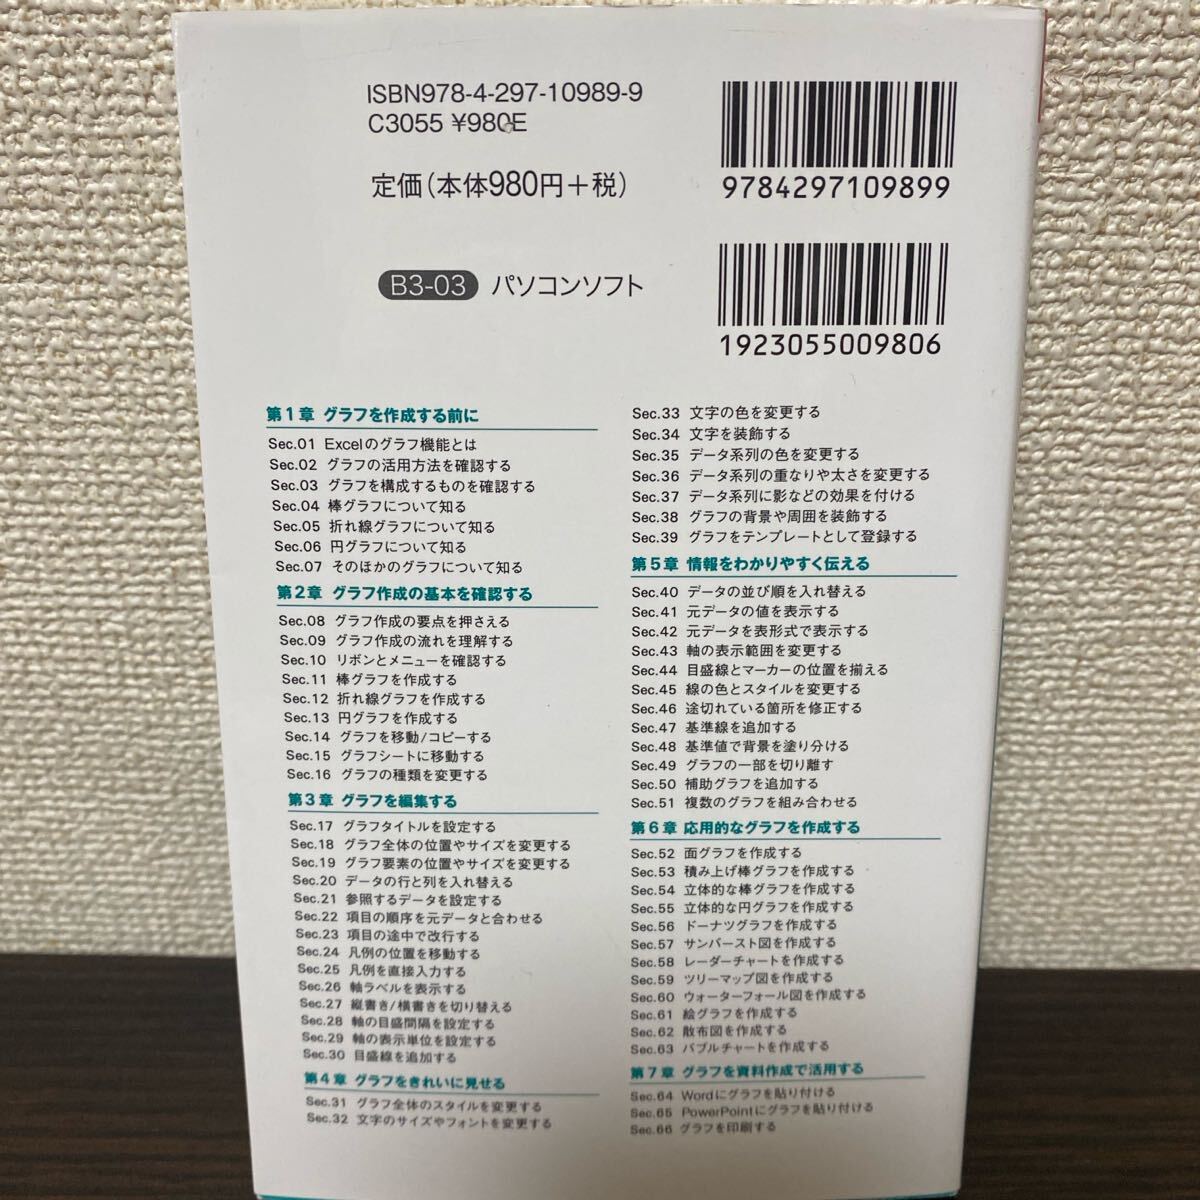 ISBN978-4-297-10989-9
C3055 ¥980E
定価(本体980円+税)
9784297109899
B3-03 パソコンソフト
1923055009806
第1章 グラフを作成する前に
Sec.01 Excelのグラフ機能とは
Sec.02 グラフの活用方法を確認する
Sec.03 グラフを構成するものを確認する
Sec.04 棒グラフについて知る
Sec.05 折れ線グラフについて知る
Sec.06 円グラフについて知る
Sec.07 そのほかのグラフについて知る
第2章 グラフ作成の基本を確認する
Sec.08 グラフ作成の要点を押さえる
Sec.09 グラフ作成の流れを理解する
Sec.10 リボンとメニューを確認する
Sec.11 棒グラフを作成する
Sec.12 折れ線グラフを作成する
Sec.13 円グラフを作成する
Sec.14 グラフを移動/コピーする
Sec.15 グラフシートに移動する
Sec.16 グラフの種類を変更する
第3章 グラフを編集する
Sec.17 グラフタイトルを設定する
Sec.18 グラフ全体の位置やサイズを変更する
Sec.19 グラフ要素の位置やサイズを変更する
Sec.20 データの行と列を入れ替える
Sec.21 参照するデータを設定する
Sec.22 項目の順序を元データと合わせる
Sec.23 項目の途中で改行する
Sec.24 凡例の位置を移動する
Sec.25 凡例を直接入力する
Sec.26 軸ラベルを表示する
Sec.27 縦書き/横書きを切り替える
Sec.28 軸の目盛間隔を設定する
Sec.29 軸の表示単位を設定する
Sec.30 目盛線を追加する
第4章 グラフをきれいに見せる
Sec.31 グラフ全体のスタイルを変更する
Sec.32 文字のサイズやフォントを変更する
Sec.33 文字の色を変更する
Sec.34 文字を装飾する
Sec.35 データ系列の色を変更する
Sec.36 データ系列の重なりや太さを変更する
Sec.37 データ系列に影などの効果を付ける
Sec.38 グラフの背景や周囲を装飾する
Sec.39 グラフをテンプレートとして登録する
第5章 情報をわかりやすく伝える
Sec.40 データの並び順を入れ替える
Sec.41 元データの値を表示する
Sec.42 元データを表形式で表示する
Sec.43 軸の表示範囲を変更する
Sec.44 目盛線とマーカーの位置を揃える
Sec.45 線の色とスタイルを変更する
Sec.46 途切れている箇所を修正する
Sec.47 基準線を追加する
Sec.48 基準値で背景を塗り分ける
Sec.49 グラフの一部を切り離す
Sec.50 補助グラフを追加する
Sec.51 複数のグラフを組み合わせる
第6章 応用的なグラフを作成する
Sec.52 面グラフを作成する
Sec.53 積み上げ棒グラフを作成する
Sec.54 立体的な棒グラフを作成する
Sec.55 立体的な円グラフを作成する
Sec.56 ドーナツグラフを作成する
Sec.57 サンバースト図を作成する
Sec.58 レーダーチャートを作成する
Sec.59 ツリーマップ図を作成する
Sec.60 ウォーターフォール図を作成する
Sec.61 絵グラフを作成する
Sec.62 散布図を作成する
Sec.63 バブルチャートを作成する
第7章 グラフを資料作成で活用する
Sec.64 Wordにグラフを貼り付ける
Sec.65 PowerPointにグラフを貼り付ける
Sec.66 グラフを印刷する